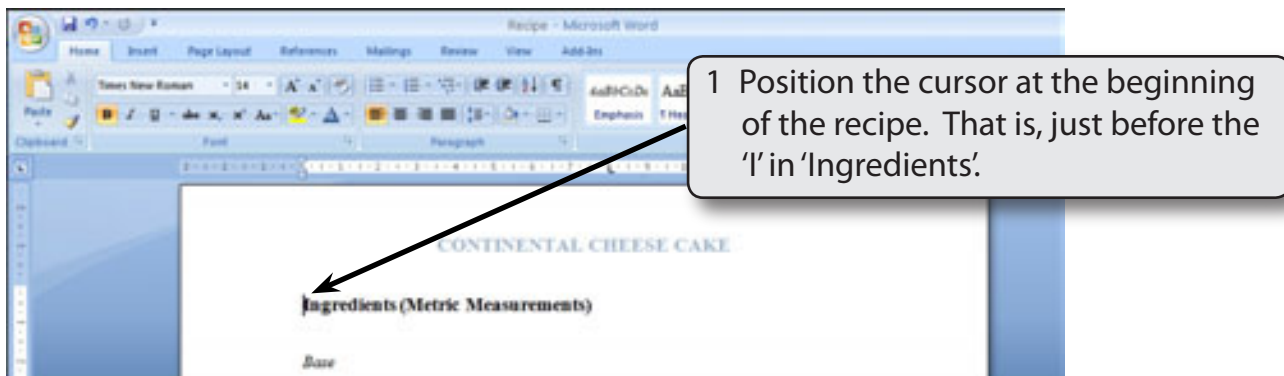 Recipe - Microsoft Word
Home Insert Page Layout References Mailings Review View Add-Ins
Times New Roman 14
Paste
AaBbCcDc AaB
Emphasis
Clipboard Font Paragraph
1 Position the cursor at the beginning
of the recipe. That is, just before the
‘I’ in ‘Ingredients’.
CONTINENTAL CHEESE CAKE
Ingredients (Metric Measurements)
Base